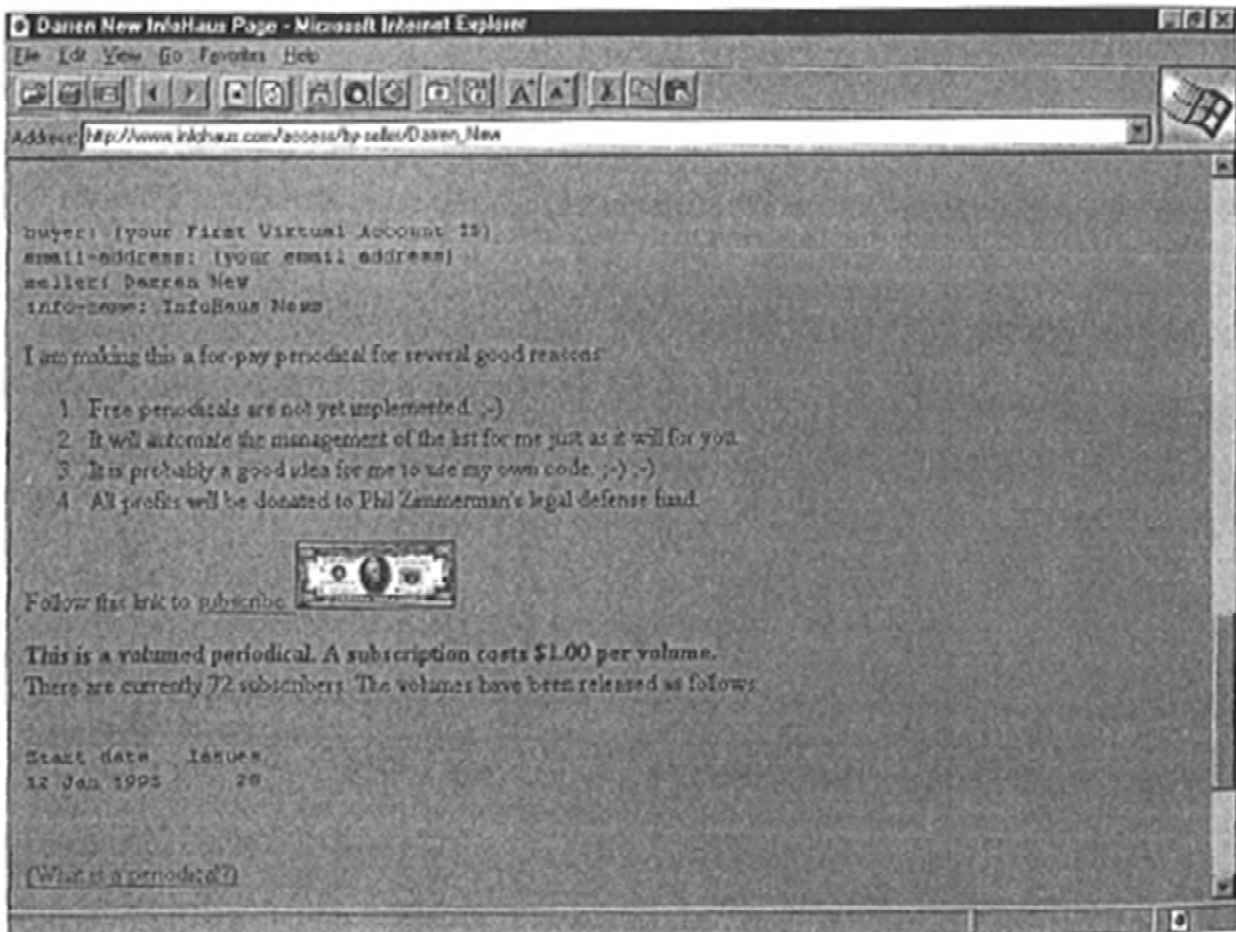 Darren New InfoHaus Page - Microsoft Internet Explorer
File Edit View Go Favorites Help
Address: http://www.infohaus.com/access/by-seller/Darren_New
buyer: (your First Virtual Account ID)
email-address: (your email address)
seller: Darren New
info-name: InfoHaus News
I am making this a for-pay periodical for several good reasons:
1. Free periodicals are not yet implemented. ;-)
2. It will automate the management of the list for me just as it will for you.
3. It is probably a good idea for me to use my own code. ;-) ;-)
4. All profits will be donated to Phil Zimmerman's legal defense fund.
Follow this link to subscribe.
This is a volumed periodical. A subscription costs $1.00 per volume.
There are currently 72 subscribers. The volumes have been released as follows
Start date Issues
12 Jan 1995 28
(What is a periodical?)